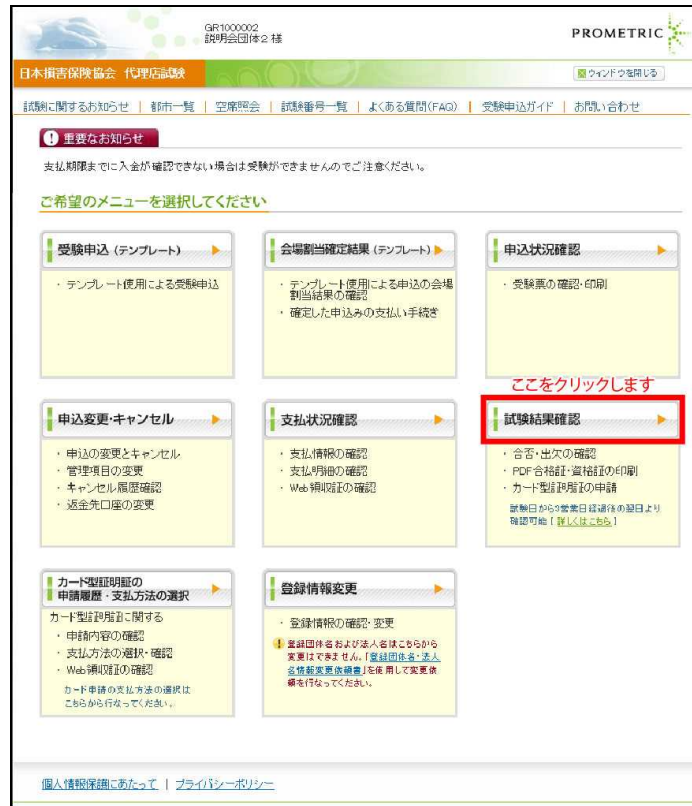 GR1000002
説明会団体2 様
PROMETRIC
日本損害保険協会 代理店試験
ウィンドウを閉じる
試験に関するお知らせ | 都市一覧 | 空席照会 | 試験番号一覧 | よくある質問(FAQ) | 受験申込ガイド | お問い合わせ
重要なお知らせ
支払期限までに入金が確認できない場合は受験ができませんのでご注意ください。
ご希望のメニューを選択してください
受験申込 (テンプレート)
・ テンプレート使用による受験申込
会場割当確定結果 (テンプレート)
・ テンプレート使用による申込の会場
割当結果の確認
・ 確定した申込みの支払い手続き
申込状況確認
・ 受験票の確認・印刷
ここをクリックします
申込変更・キャンセル
・ 申込の変更とキャンセル
・ 管理項目の変更
・ キャンセル履歴確認
・ 返金先口座の変更
支払状況確認
・ 支払情報の確認
・ 支払明細の確認
・ Web領収証の確認
試験結果確認
・ 合否・出欠の確認
・ PDF合格証・資格証の印刷
・ カード型証明証の申請
試験日から3営業日経過後の翌日より
確認可能 [ 詳しくはこちら ]
カード型証明証の
申請履歴・支払方法の選択
カード型証明証に関する
・ 申請内容の確認
・ 支払方法の選択・確認
・ Web領収証の確認
カード申請の支払方法の選択は
こちらから行なってください。
登録情報変更
・ 登録情報の確認・変更
登録団体名および法人名はこちらから
変更はできません。「登録団体名・法人
名情報変更依頼書」を使用して変更依
頼を行なってください。
個人情報保護にあたって | プライバシーポリシー